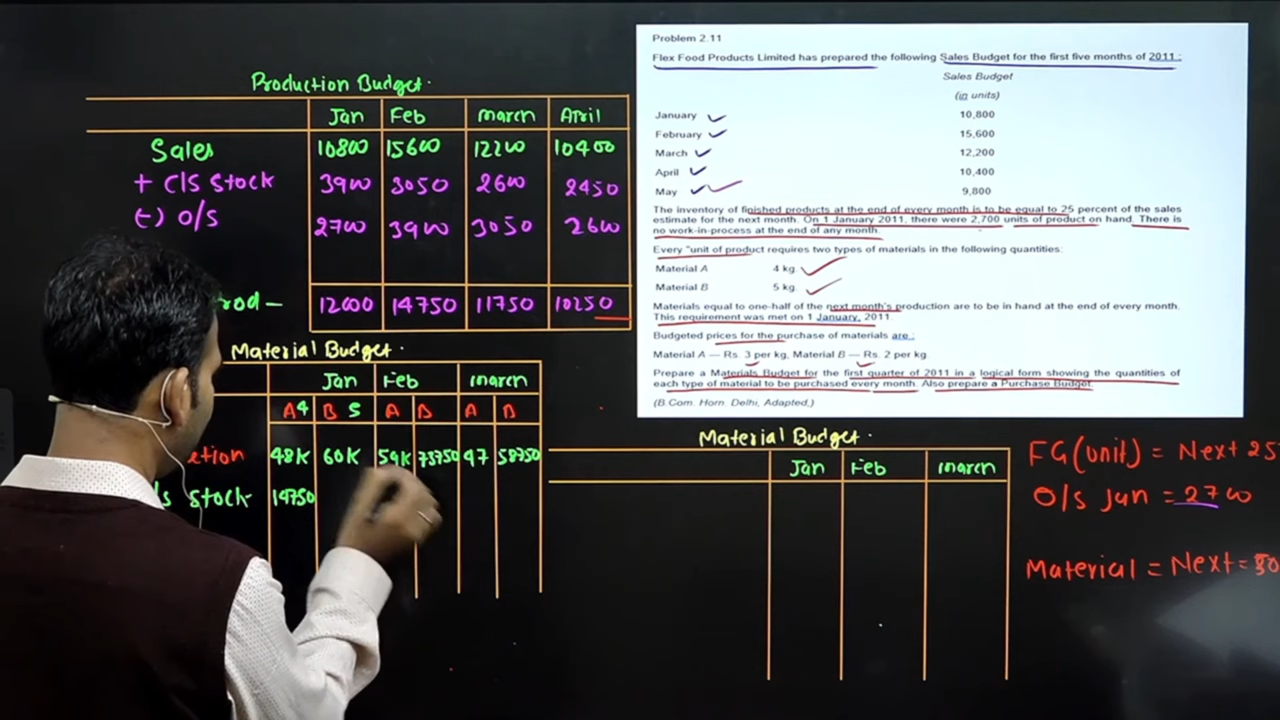 Production Budget.
Jan Feb march April
Sales 10800 15600 12200 10400
+ C/s stock 3900 3050 2600 2450
(-) O/s 2700 3900 3050 2600
rod - 12000 14750 11750 10250
Material Budget.
Jan Feb march
A4 B5 A B A B
etion 48K 60K 59K 73750 47 58750
/s stock 14750
Problem 2.11
Flex Food Products Limited has prepared the following Sales Budget for the first five months of 2011 :
Sales Budget
(in units)
January 10,800
February 15,600
March 12,200
April 10,400
May 9,800
The inventory of finished products at the end of every month is to be equal to 25 percent of the sales
estimate for the next month. On 1 January 2011, there were 2,700 units of product on hand. There is
no work-in-process at the end of any month.
Every "unit of product requires two types of materials in the following quantities:
Material A 4 kg
Material B 5 kg
Materials equal to one-half of the next month's production are to be in hand at the end of every month.
This requirement was met on 1 January, 2011
Budgeted prices for the purchase of materials are :
Material A — Rs. 3 per kg, Material B — Rs. 2 per kg.
Prepare a Materials Budget for the first quarter of 2011 in a logical form showing the quantities of
each type of material to be purchased every month. Also prepare a Purchase Budget.
(B.Com. Horn. Delhi, Adapted.)
Material Budget.
Jan Feb march
FG(unit) = Next 25
O/s Jan = 2700
Material = Next = 50